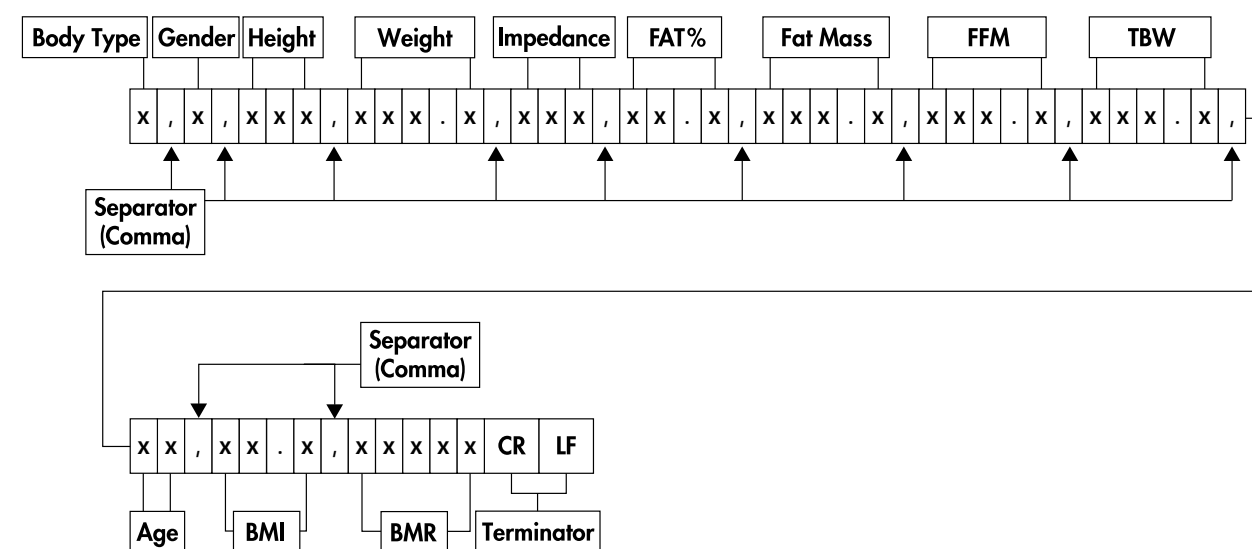 Body Type Gender Height Weight Impedance FAT% Fat Mass FFM TBW
x , x , x x x , x x x . x , x x x , x x . x , x x x . x , x x x . x , x x x . x ,
Separator
(Comma)
Separator
(Comma)
x x , x x . x , x x x x x CR LF
Age BMI BMR Terminator